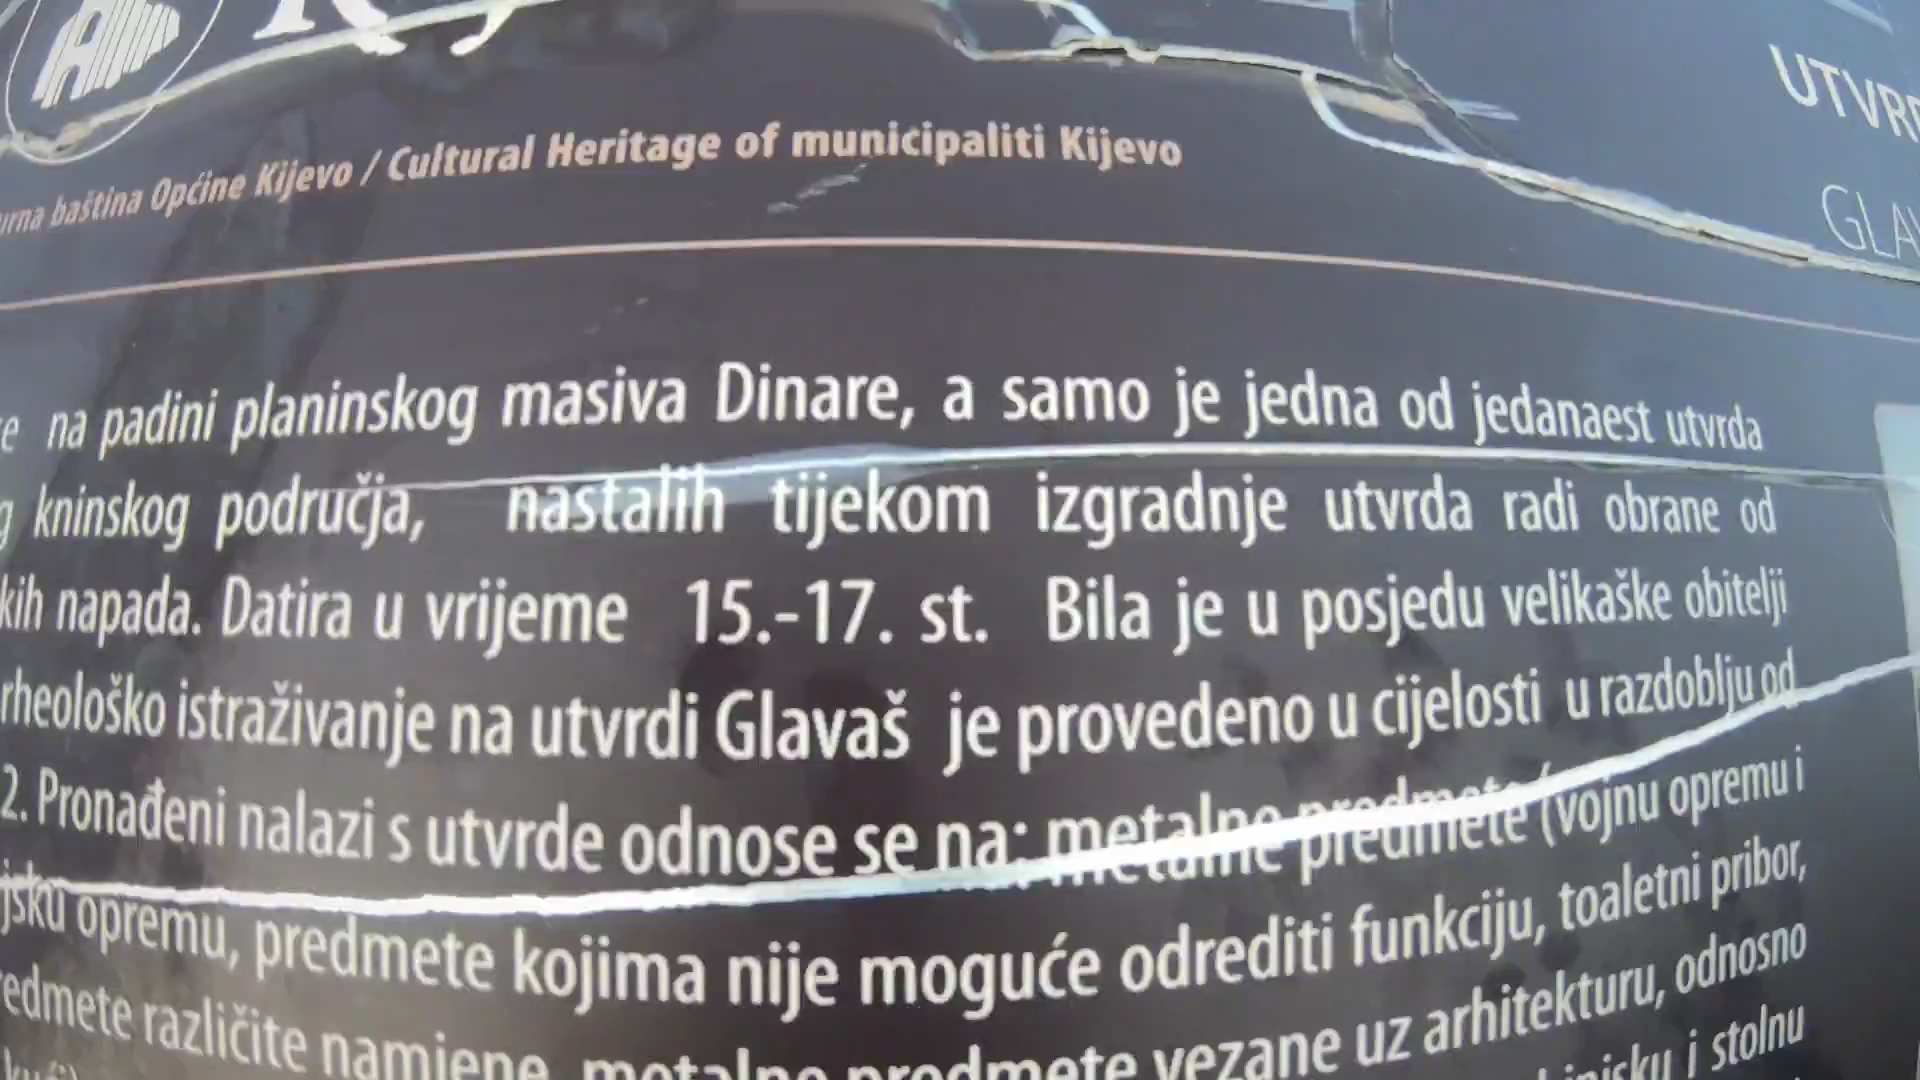 baština Općine Kijevo / Cultural Heritage of municipaliti Kijevo
UTVR
GLAV
na padini planinskog masiva Dinare, a samo je jedna od jedanaest utvrda
kninskog područja, nastalih tijekom izgradnje utvrda radi obrane od
kih napada. Datira u vrijeme 15.-17. st. Bila je u posjedu velikaške obitelji
rheološko istraživanje na utvrdi Glavaš je provedeno u cijelosti u razdoblju od
2. Pronađeni nalazi s utvrde odnose se na: metalne predmete (vojnu opremu i
jsku opremu, predmete kojima nije moguće odrediti funkciju, toaletni pribor,
edmete različite namjene, metalne predmete vezane uz arhitekturu, odnosno
i stolnu